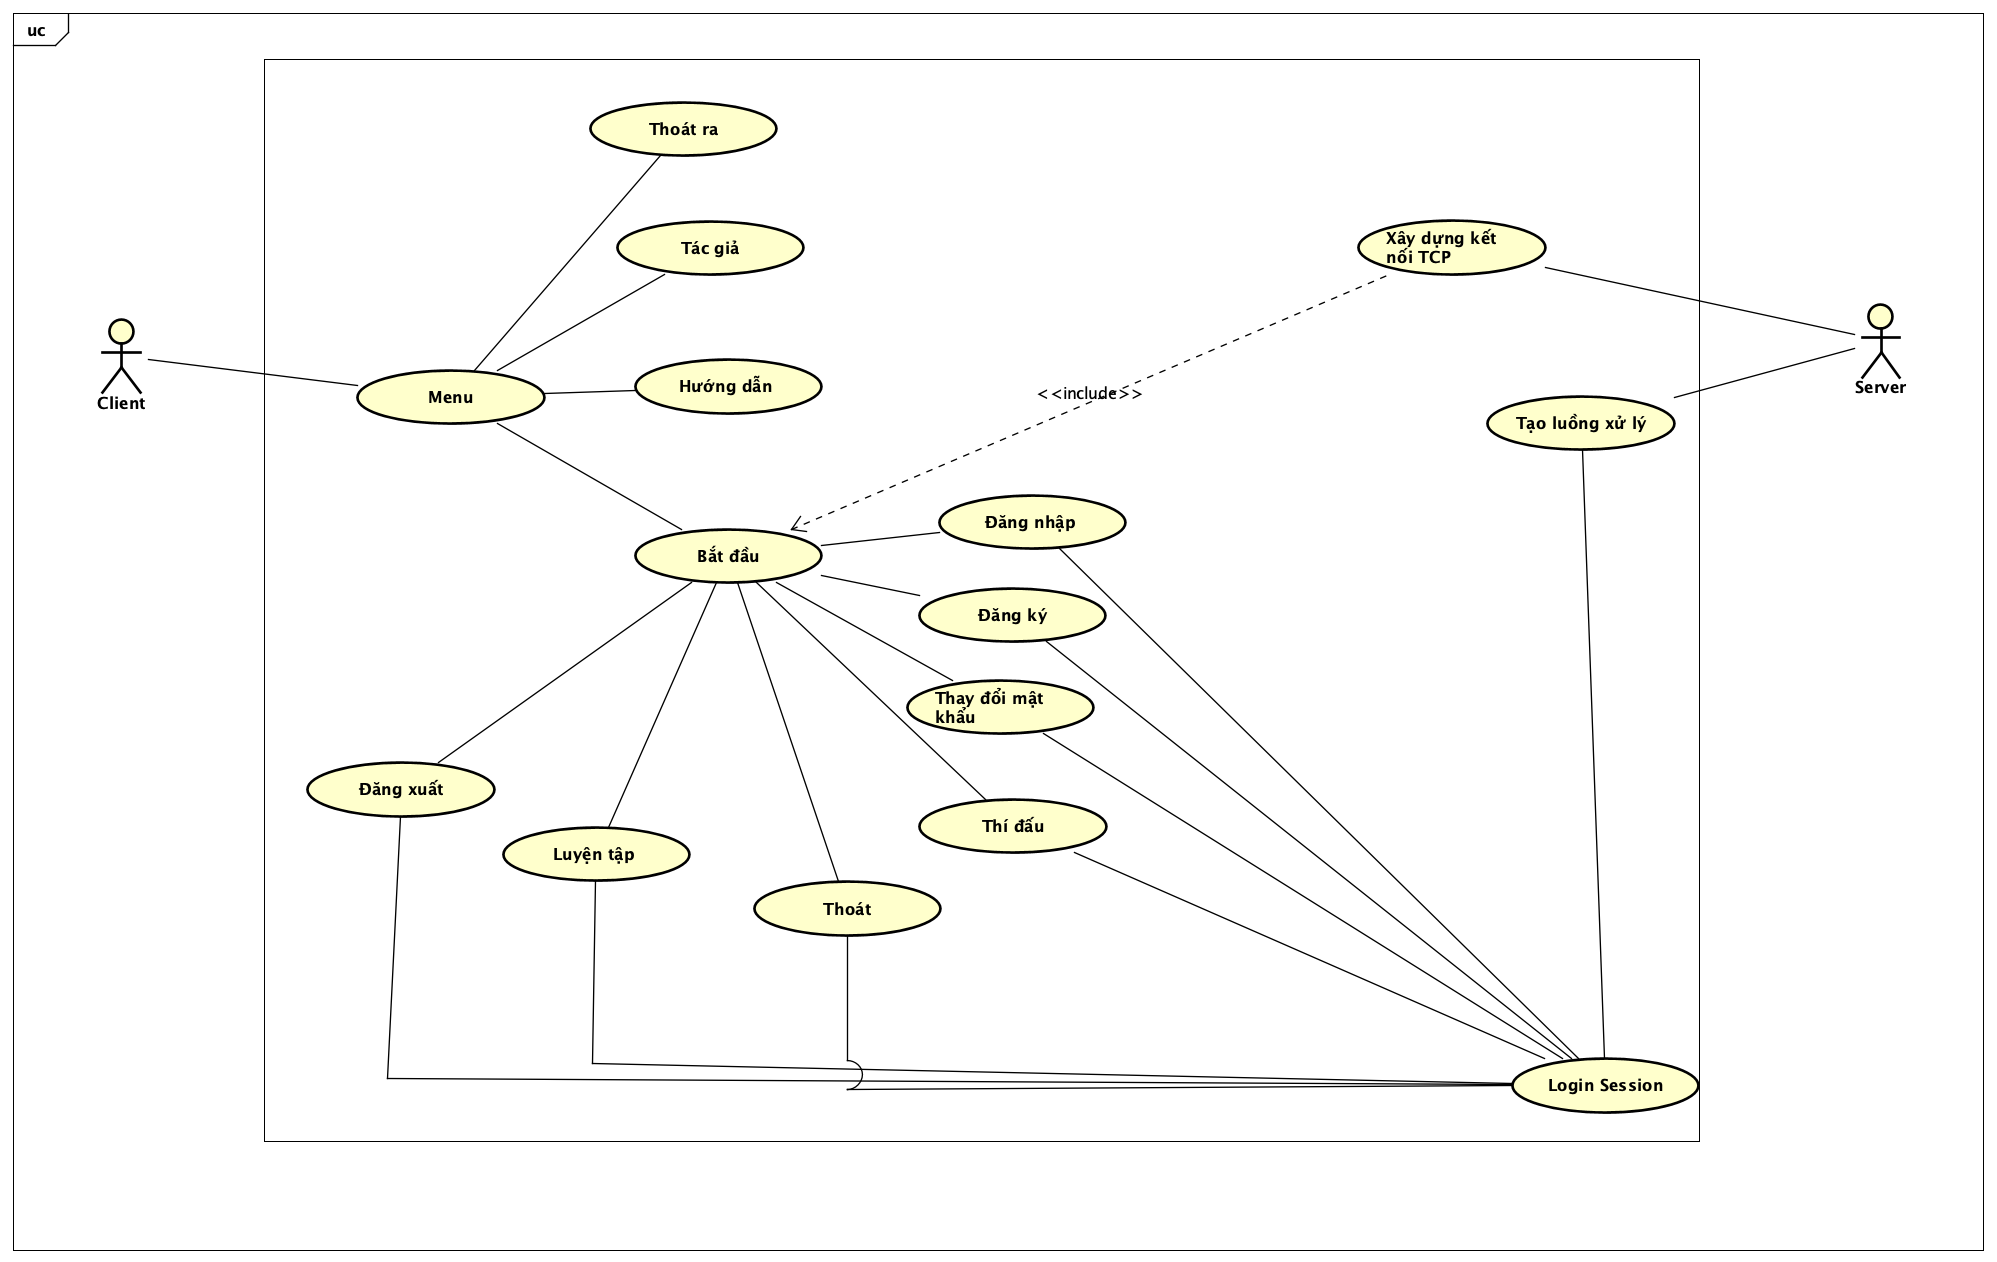 uc
Thoát ra
Tác giả
Xây dựng kết
nối TCP
Client
Menu
Hướng dẫn
<<include>>
Server
Tạo luồng xử lý
Bắt đầu
Đăng nhập
Đăng ký
Thay đổi mật
khẩu
Đăng xuất
Luyện tập
Thí đấu
Thoát
Login Session